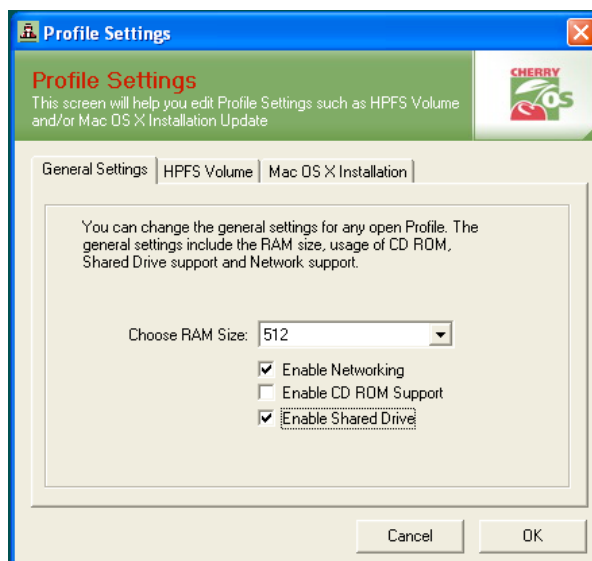 Profile Settings
Profile Settings
This screen will help you edit Profile Settings such as HPFS Volume
and/or Mac OS X Installation Update
CHERRY
OS
General Settings
HPFS Volume
Mac OS X Installation
You can change the general settings for any open Profile. The
general settings include the RAM size, usage of CD ROM,
Shared Drive support and Network support.
Choose RAM Size: 512
Enable Networking
Enable CD ROM Support
Enable Shared Drive
Cancel
OK